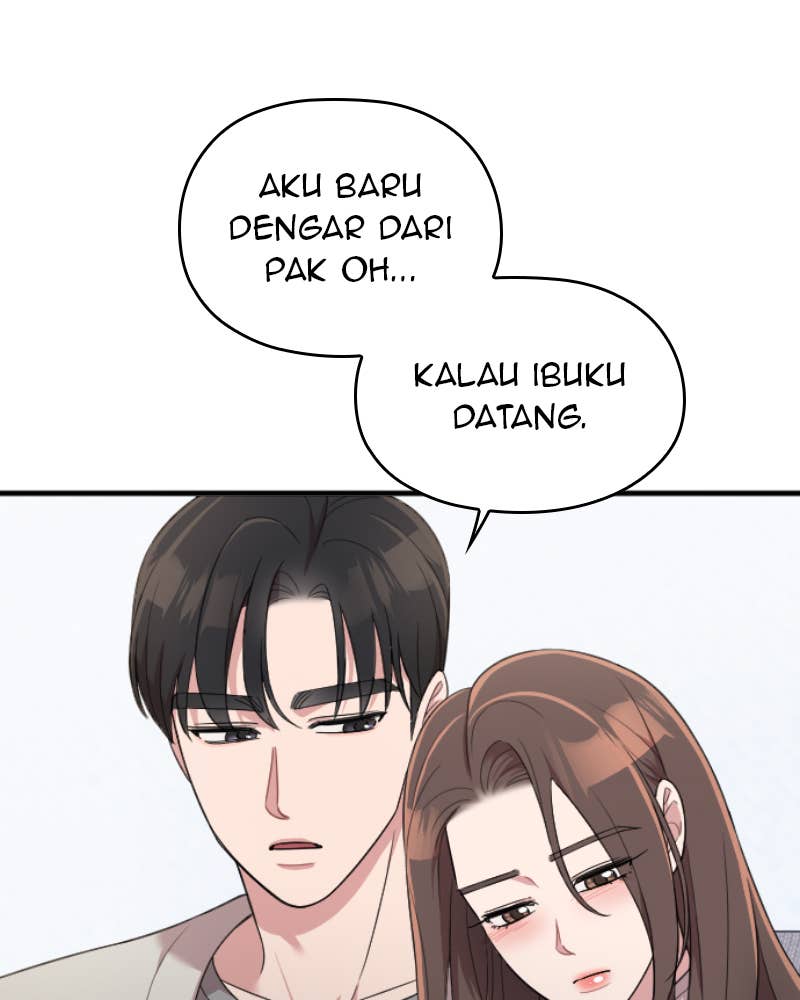 AKU BARU
DENGAR DARI
PAK OH...
KALAU IBUKU
DATANG.